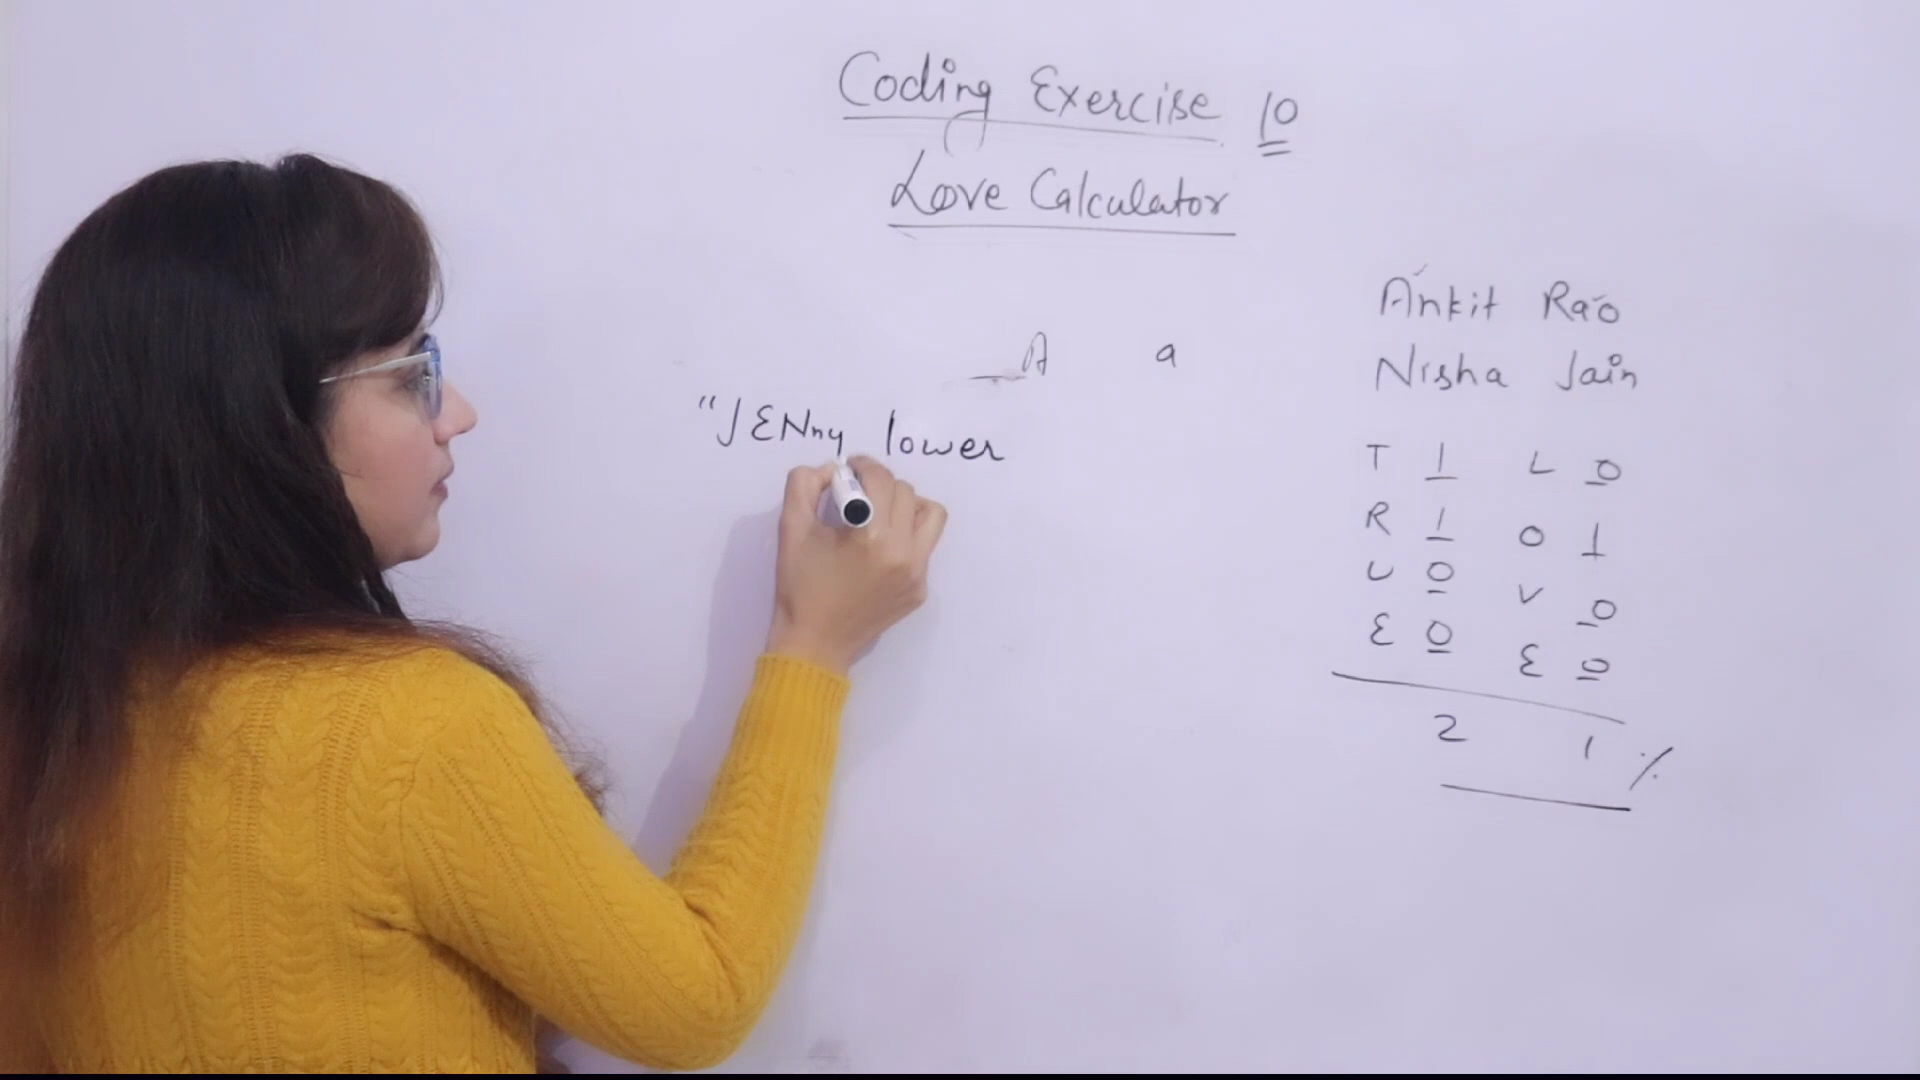 Coding Exercise 10
Love Calculator
A a
"JENny lower
Ankit Rao
Nisha Jain
T 1 L 0
R 1 O 1
U 0 V 0
E 0 E 0
2 1 %